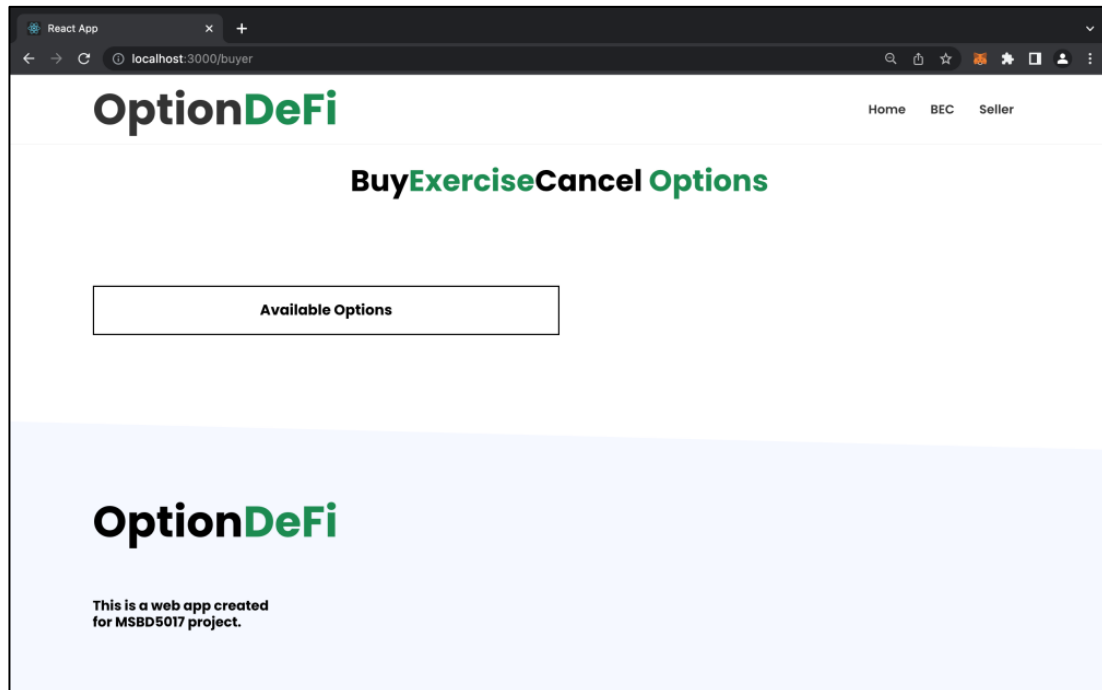 React App
localhost:3000/buyer
OptionDeFi
Home BEC Seller
BuyExerciseCancel Options
Available Options
OptionDeFi
This is a web app created
for MSBD5017 project.